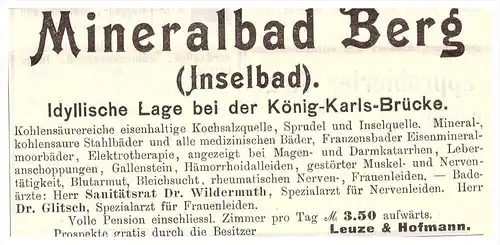 Mineralbad Berg
(Inselbad).
Idyllische Lage bei der König-Karls-Brücke.
Kohlensäurereiche eisenhaltige Kochsalzquelle, Sprudel und Inselquelle. Mineral-,
kohlensaure Stahlbäder und alle medizinischen Bäder, Franzensbader Eisenmineral-
moorbäder, Elektrotherapie, angezeigt bei Magen- und Darmkatarrhen, Leber-
anschoppungen, Gallenstein, Hämorrhoidalleiden, gestörter Muskel- und Nerven-
tätigkeit, Blutarmut, Bleichsucht, rheumatischen Nerven-, Frauenleiden. — Bade-
ärzte: Herr Sanitätsrat Dr. Wildermuth, Spezialarzt für Nervenleiden. Herr
Dr. Glitsch, Spezialarzt für Frauenleiden.
Volle Pension einschliessl. Zimmer pro Tag M 3.50 aufwärts.
Prospekte gratis durch die Besitzer Leuze & Hofmann.